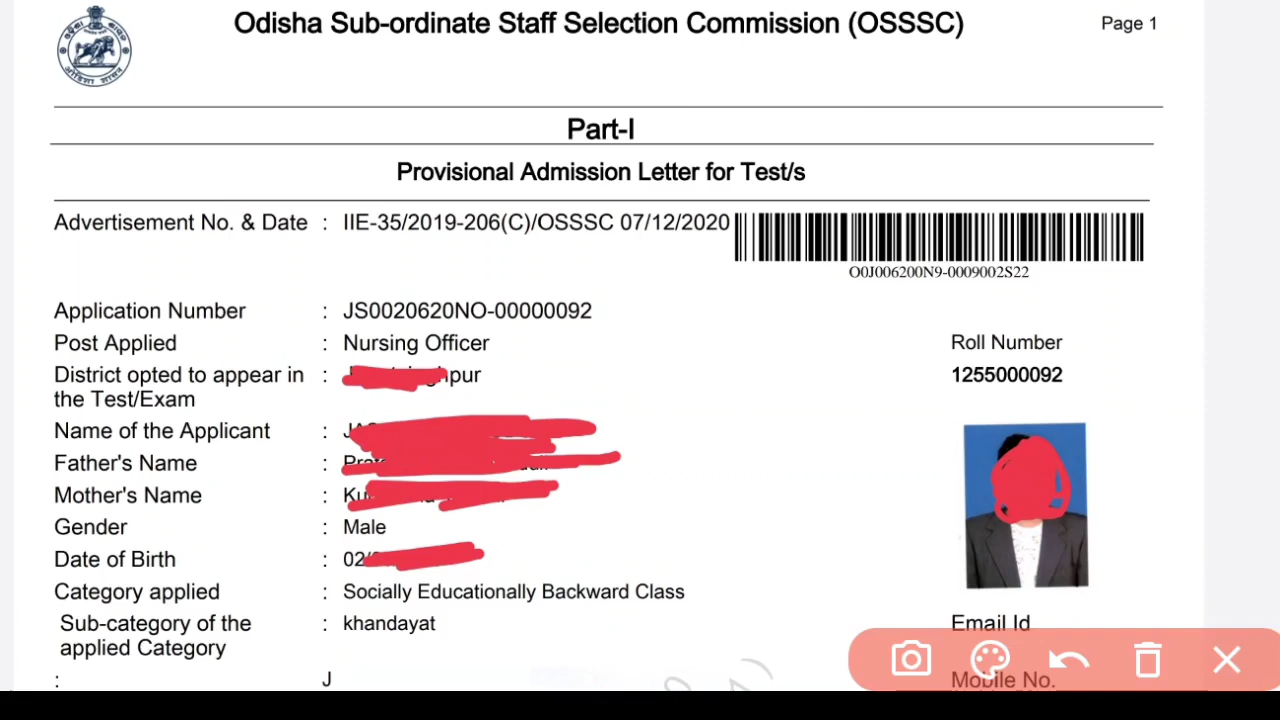 Odisha Sub-ordinate Staff Selection Commission (OSSSC)
Page 1
Part-I
Provisional Admission Letter for Test/s
Advertisement No. & Date : IIE-35/2019-206(C)/OSSSC 07/12/2020
O0J006200N9-0009002S22
Application Number : JS0020620NO-00000092
Post Applied : Nursing Officer
Roll Number
District opted to appear in the Test/Exam :
1255000092
Name of the Applicant :
Father's Name :
Mother's Name :
Gender : Male
Date of Birth :
Category applied : Socially Educationally Backward Class
Sub-category of the applied Category : khandayat
Email Id
: J
Mobile No.